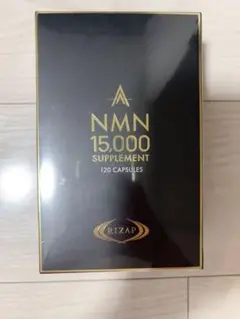 NMN
15,000
SUPPLEMENT
120 CAPSULES
RIZAP